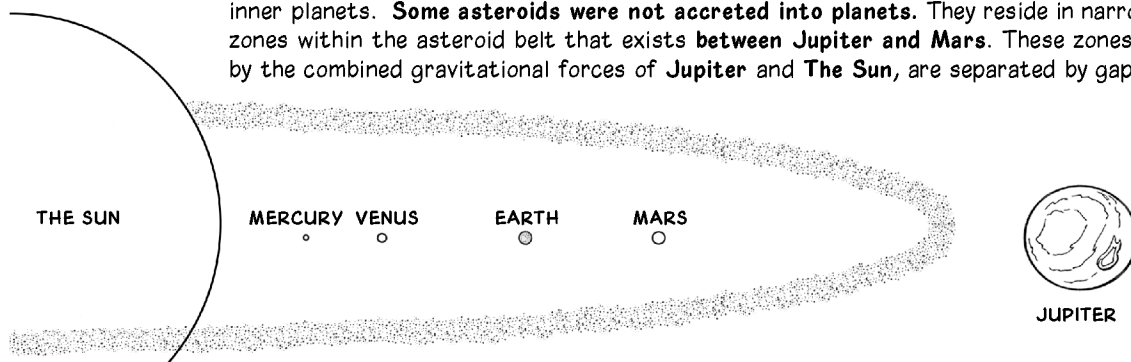 inner planets. Some asteroids were not accreted into planets. They reside in narro
zones within the asteroid belt that exists between Jupiter and Mars. These zones
by the combined gravitational forces of Jupiter and The Sun, are separated by gap
THE SUN MERCURY VENUS EARTH MARS
JUPITER